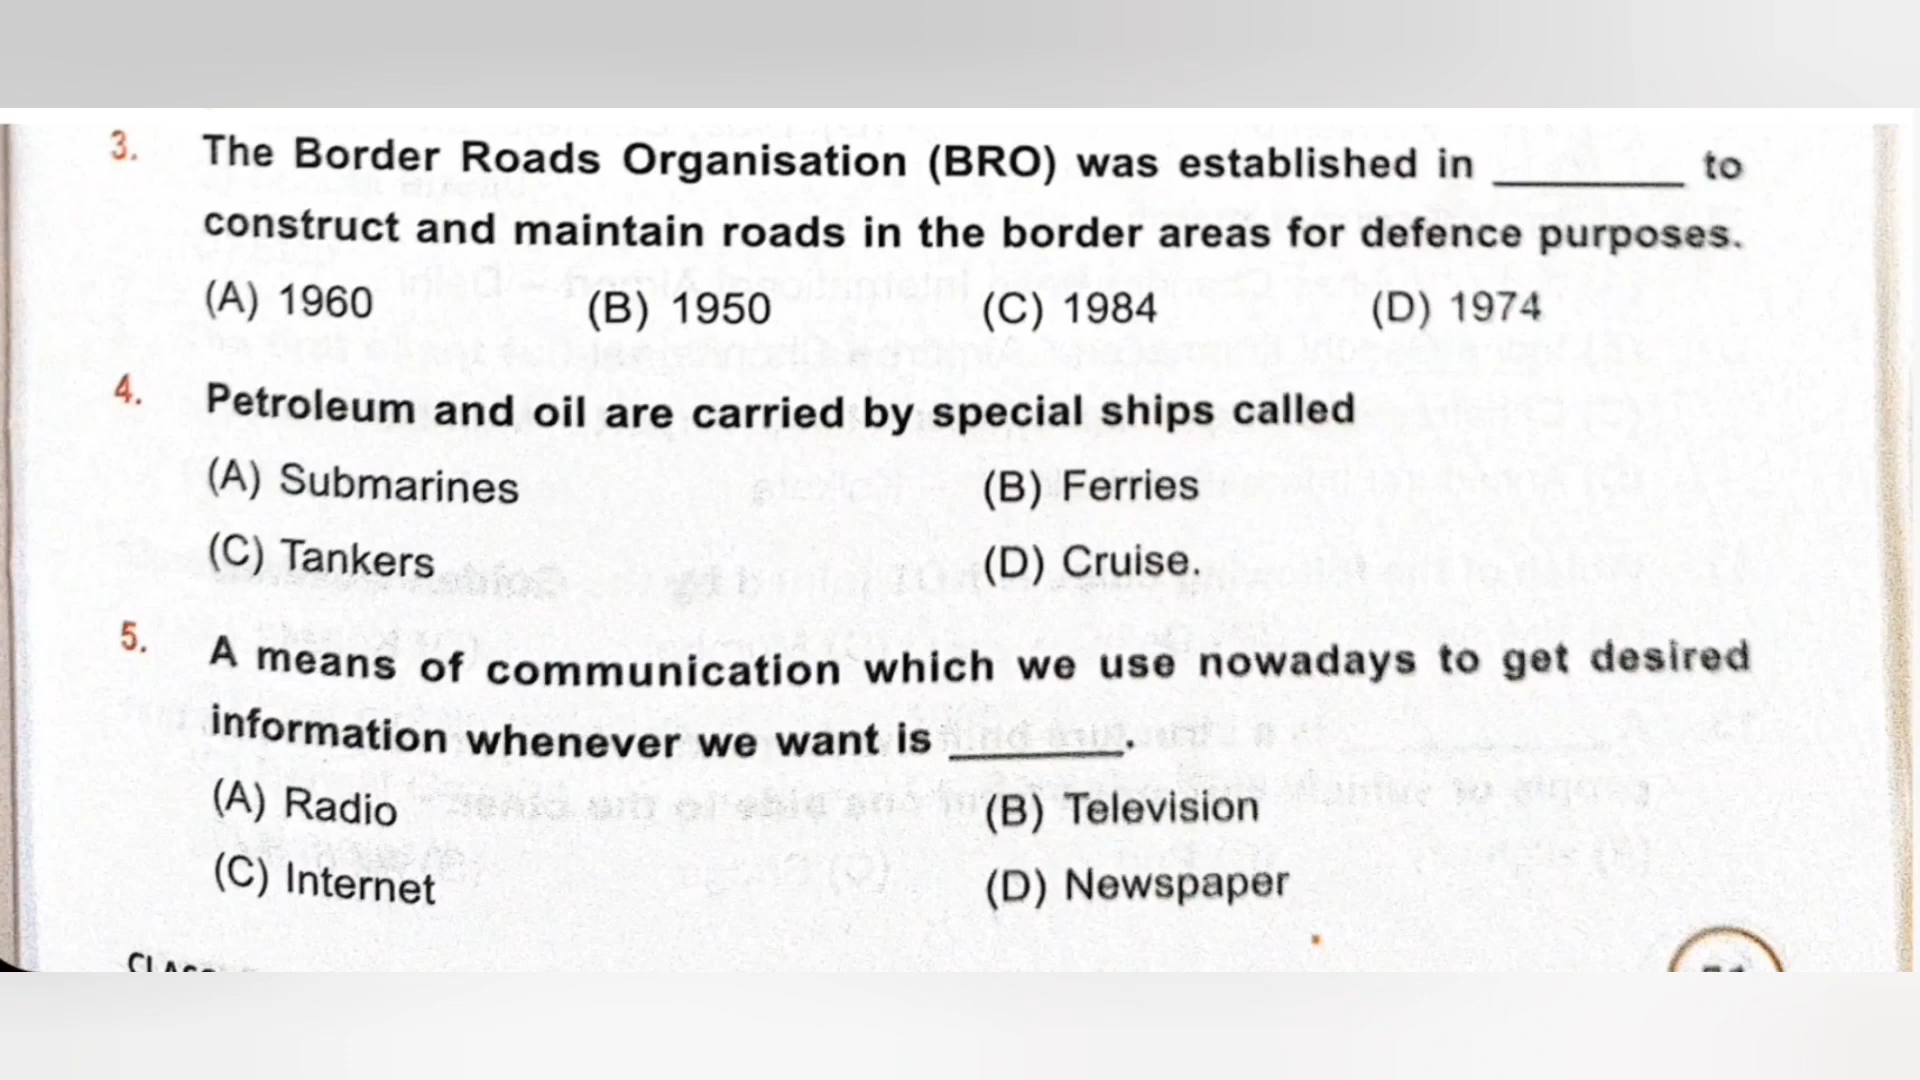 3. The Border Roads Organisation (BRO) was established in ________ to
construct and maintain roads in the border areas for defence purposes.
(A) 1960 (B) 1950 (C) 1984 (D) 1974
4. Petroleum and oil are carried by special ships called
(A) Submarines (B) Ferries
(C) Tankers (D) Cruise.
5. A means of communication which we use nowadays to get desired
information whenever we want is ________.
(A) Radio (B) Television
(C) Internet (D) Newspaper